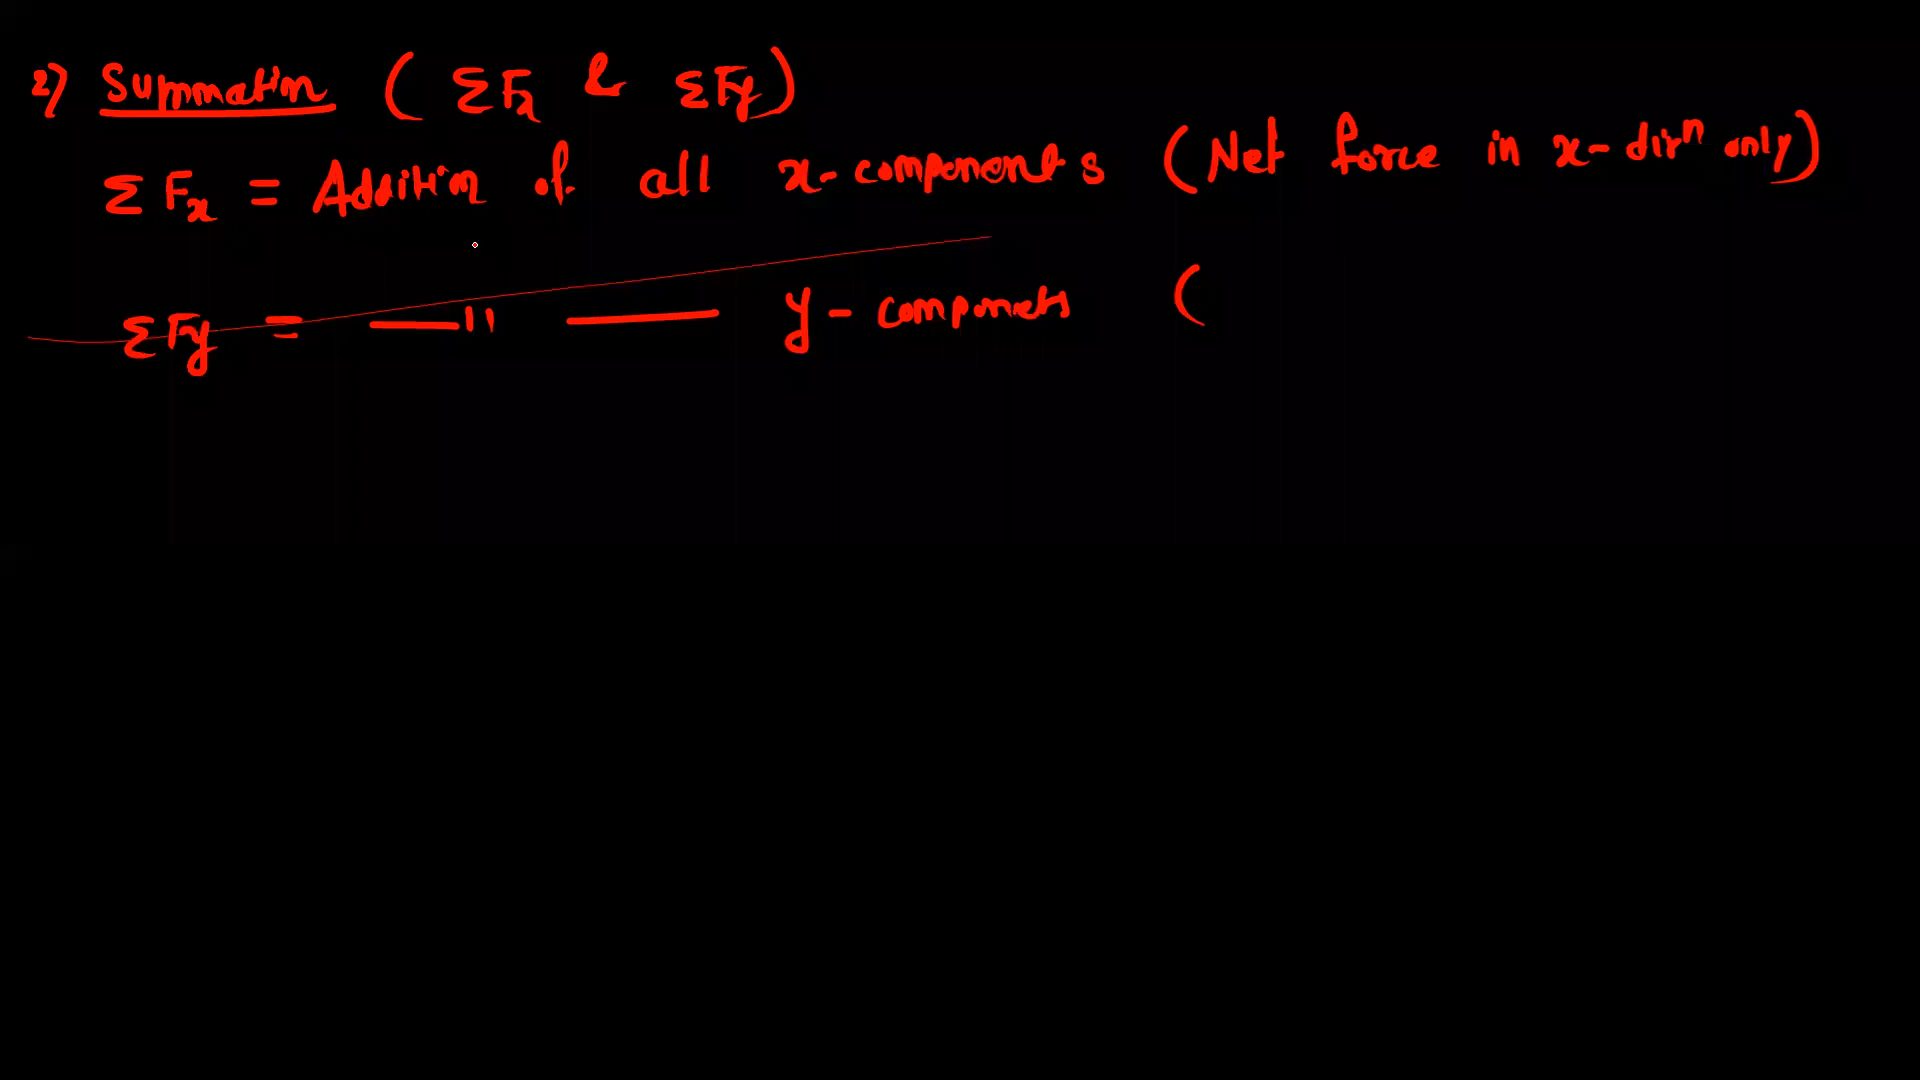 2) Summation ( ΣFx & ΣFy)
ΣFx = Addition of all x-components (Net force in x-dirⁿ only)
ΣFy = —"— y-components (